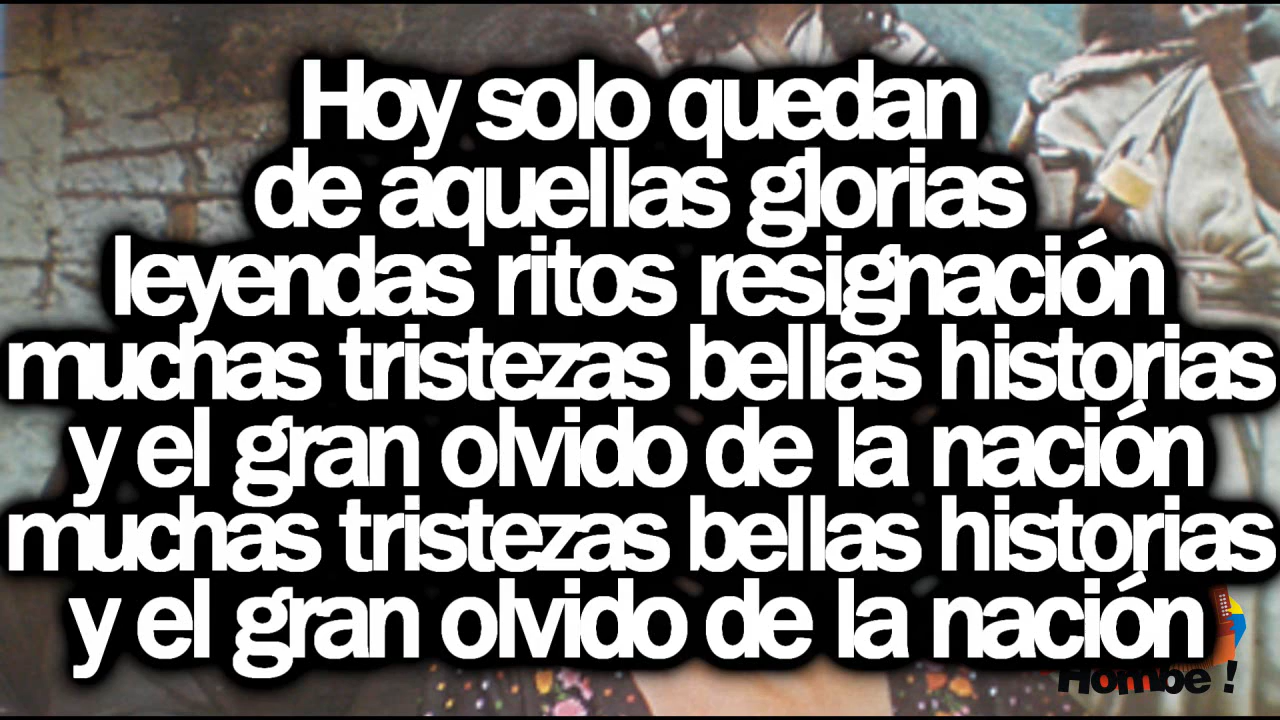 Hoy solo quedan
de aquellas glorias
leyendas ritos resignación
muchas tristezas bellas historias
y el gran olvido de la nación
muchas tristezas bellas historias
y el gran olvido de la nación
Hombe !